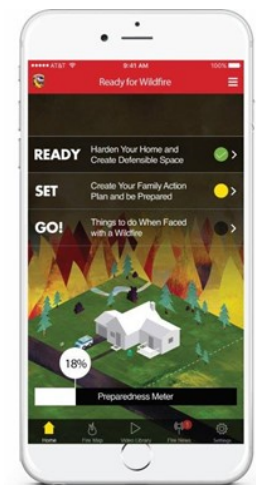 AT&T 9:41 AM 100%
Ready for Wildfire
READY
Harden Your Home and
Create Defensible Space
SET
Create Your Family Action
Plan and be Prepared
GO!
Things to do When Faced
with a Wildfire
18%
Preparedness Meter
Home Fire Map Video Library Fire News Settings